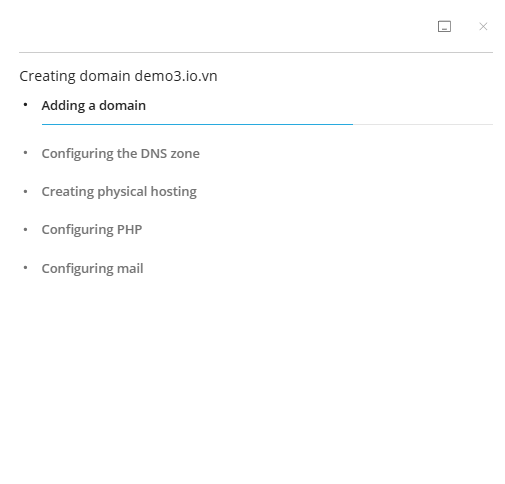 Creating domain demo3.io.vn
• Adding a domain
• Configuring the DNS zone
• Creating physical hosting
• Configuring PHP
• Configuring mail